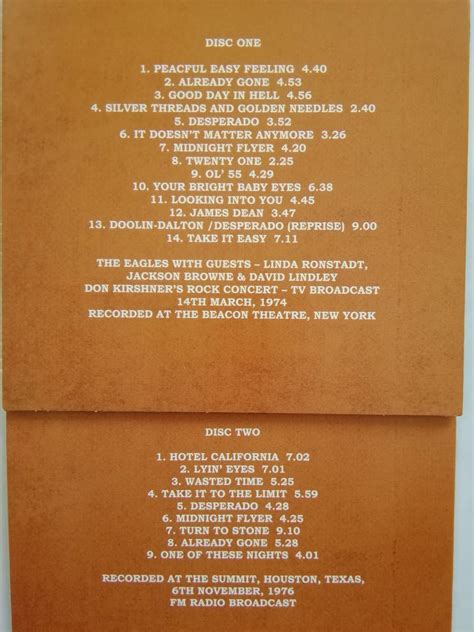 DISC ONE
1. PEACFUL EASY FEELING 4.40
2. ALREADY GONE 4.53
3. GOOD DAY IN HELL 4.56
4. SILVER THREADS AND GOLDEN NEEDLES 2.40
5. DESPERADO 3.52
6. IT DOESN'T MATTER ANYMORE 3.26
7. MIDNIGHT FLYER 4.20
8. TWENTY ONE 2.25
9. OL' 55 4.29
10. YOUR BRIGHT BABY EYES 6.38
11. LOOKING INTO YOU 4.45
12. JAMES DEAN 3.47
13. DOOLIN-DALTON /DESPERADO (REPRISE) 9.00
14. TAKE IT EASY 7.11
THE EAGLES WITH GUESTS – LINDA RONSTADT,
JACKSON BROWNE & DAVID LINDLEY
DON KIRSHNER'S ROCK CONCERT – TV BROADCAST
14TH MARCH, 1974
RECORDED AT THE BEACON THEATRE, NEW YORK
DISC TWO
1. HOTEL CALIFORNIA 7.02
2. LYIN' EYES 7.01
3. WASTED TIME 5.25
4. TAKE IT TO THE LIMIT 5.59
5. DESPERADO 4.28
6. MIDNIGHT FLYER 4.25
7. TURN TO STONE 9.10
8. ALREADY GONE 5.28
9. ONE OF THESE NIGHTS 4.01
RECORDED AT THE SUMMIT, HOUSTON, TEXAS,
6TH NOVEMBER, 1976
FM RADIO BROADCAST